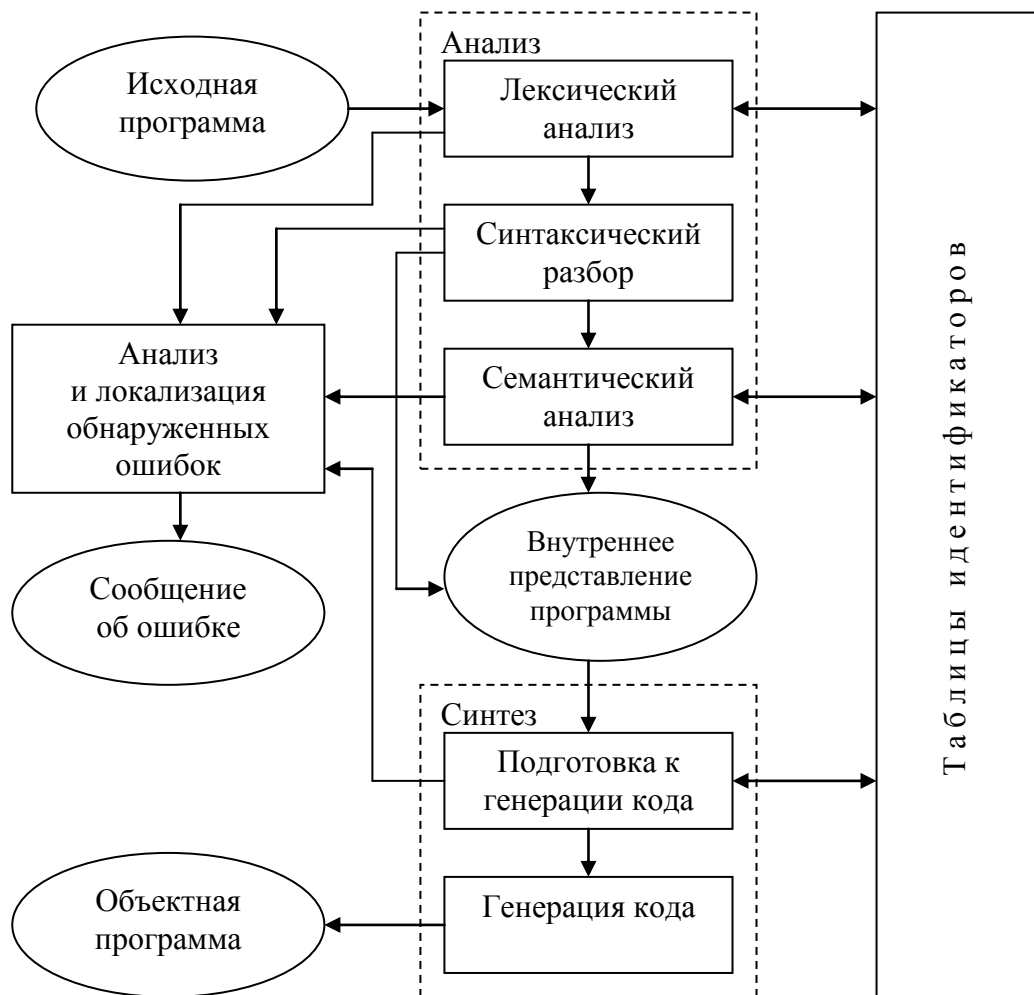 Анализ
Исходная
программа
Лексический
анализ
Синтаксический
разбор
Анализ
и локализация
обнаруженных
ошибок
Семантический
анализ
Сообщение
об ошибке
Внутреннее
представление
программы
Синтез
Подготовка к
генерации кода
Объектная
программа
Генерация кода
Таблицы идентификаторов